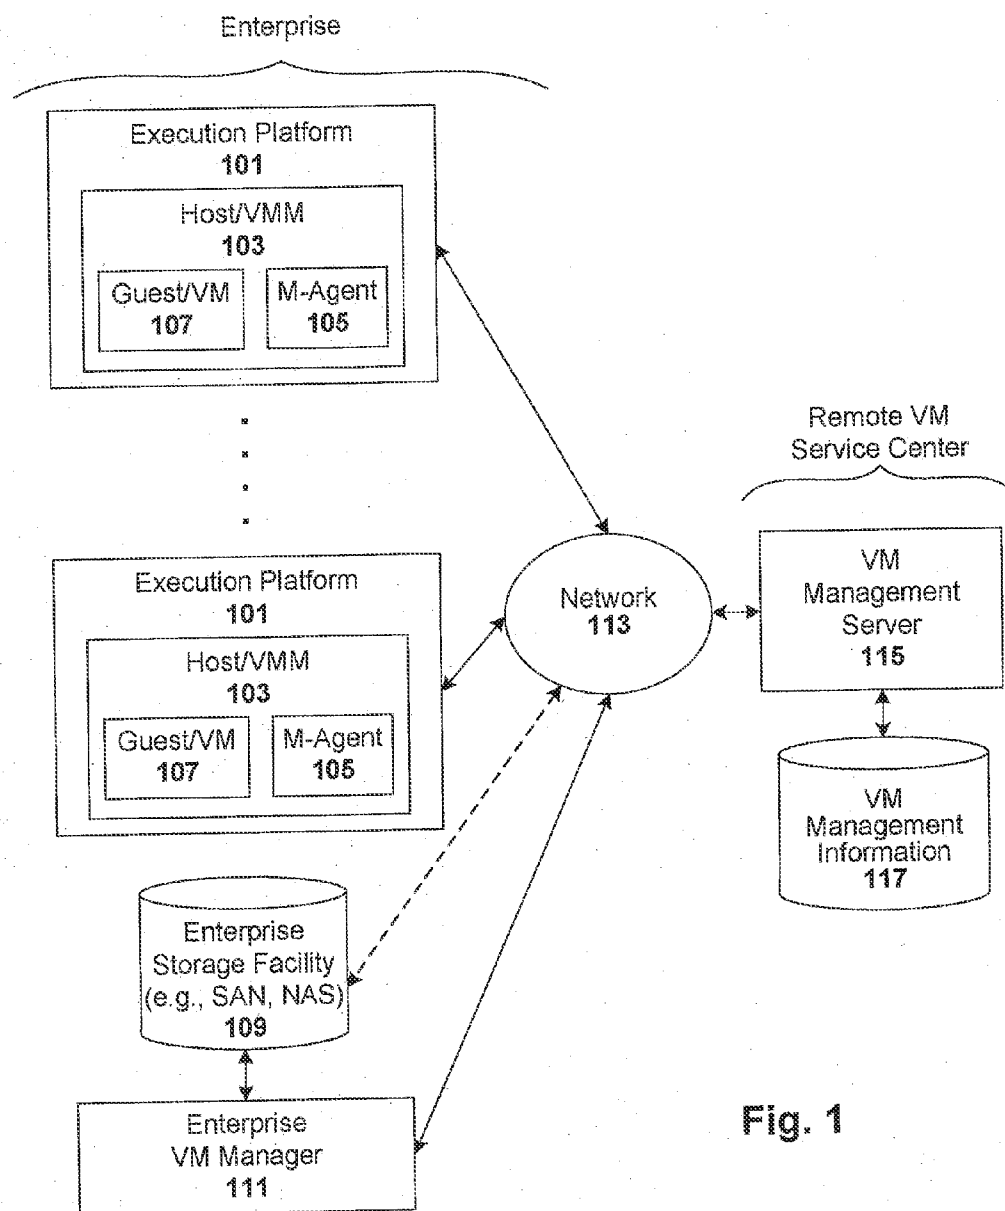 Enterprise
Execution Platform
101
Host/VMM
103
Guest/VM
107
M-Agent
105
Execution Platform
101
Host/VMM
103
Guest/VM
107
M-Agent
105
Enterprise
Storage Facility
(e.g., SAN, NAS)
109
Enterprise
VM Manager
111
Network
113
Remote VM
Service Center
VM
Management
Server
115
VM
Management
Information
117
Fig. 1